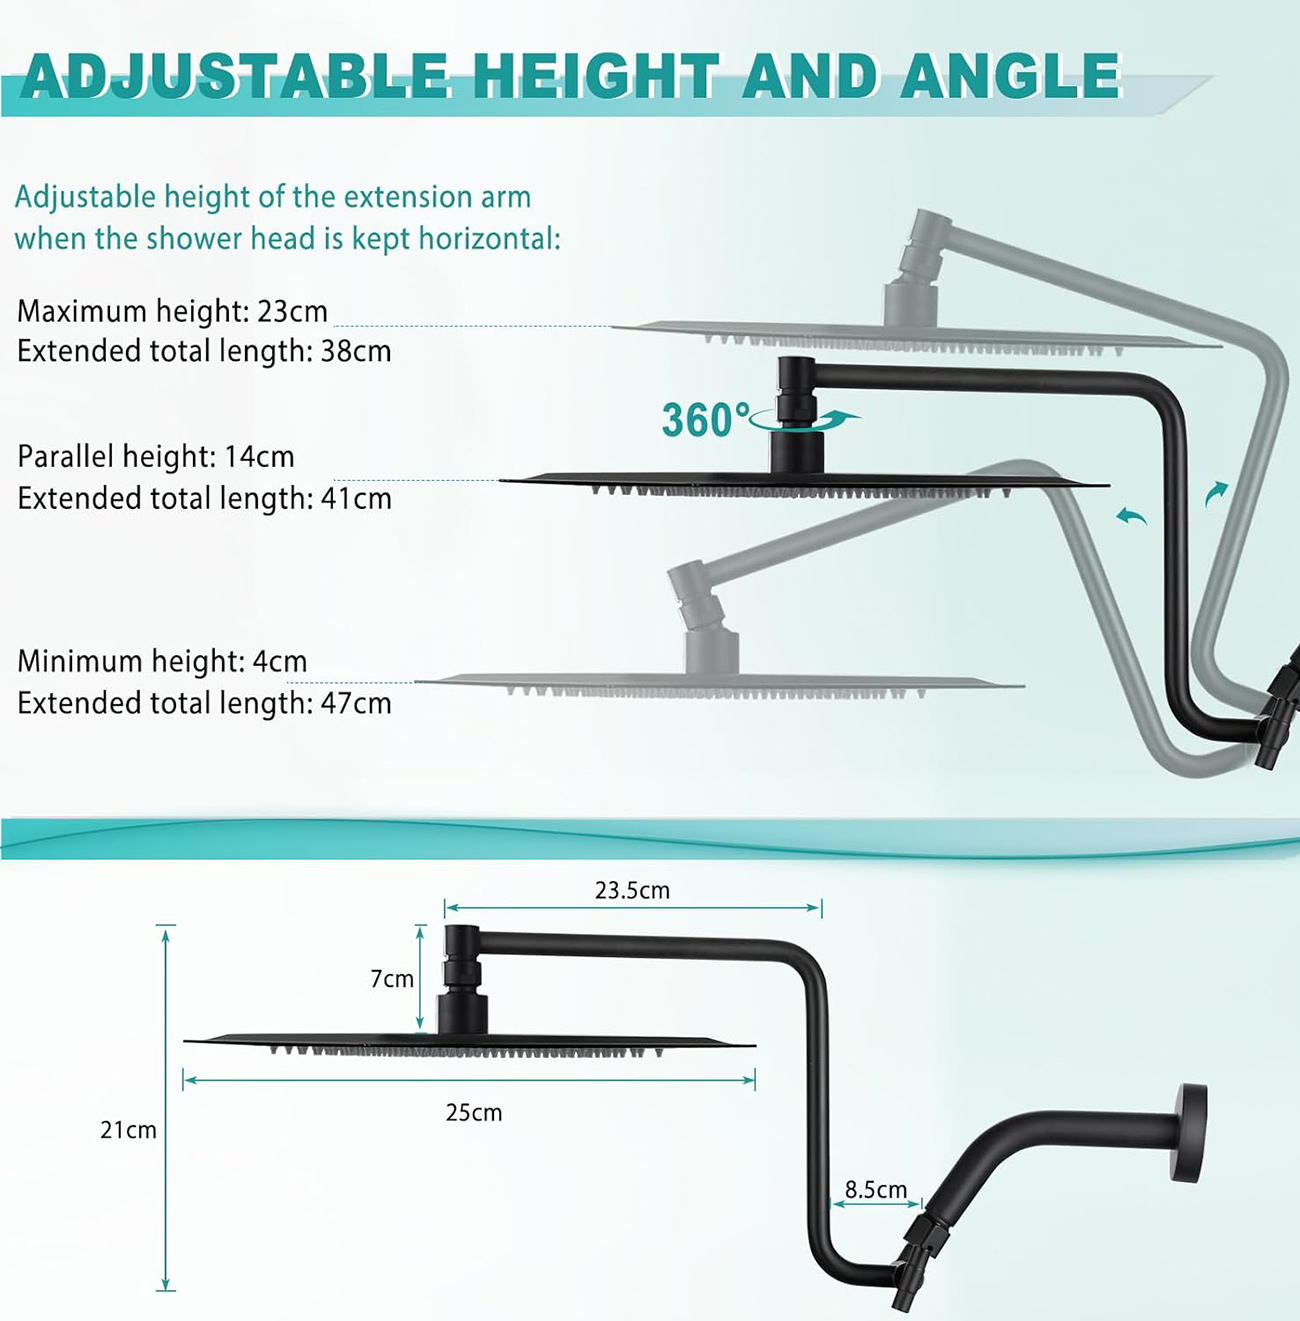 ADJUSTABLE HEIGHT AND ANGLE
Adjustable height of the extension arm
when the shower head is kept horizontal:
Maximum height: 23cm
Extended total length: 38cm
360°
Parallel height: 14cm
Extended total length: 41cm
Minimum height: 4cm
Extended total length: 47cm
23.5cm
7cm
25cm
21cm
8.5cm